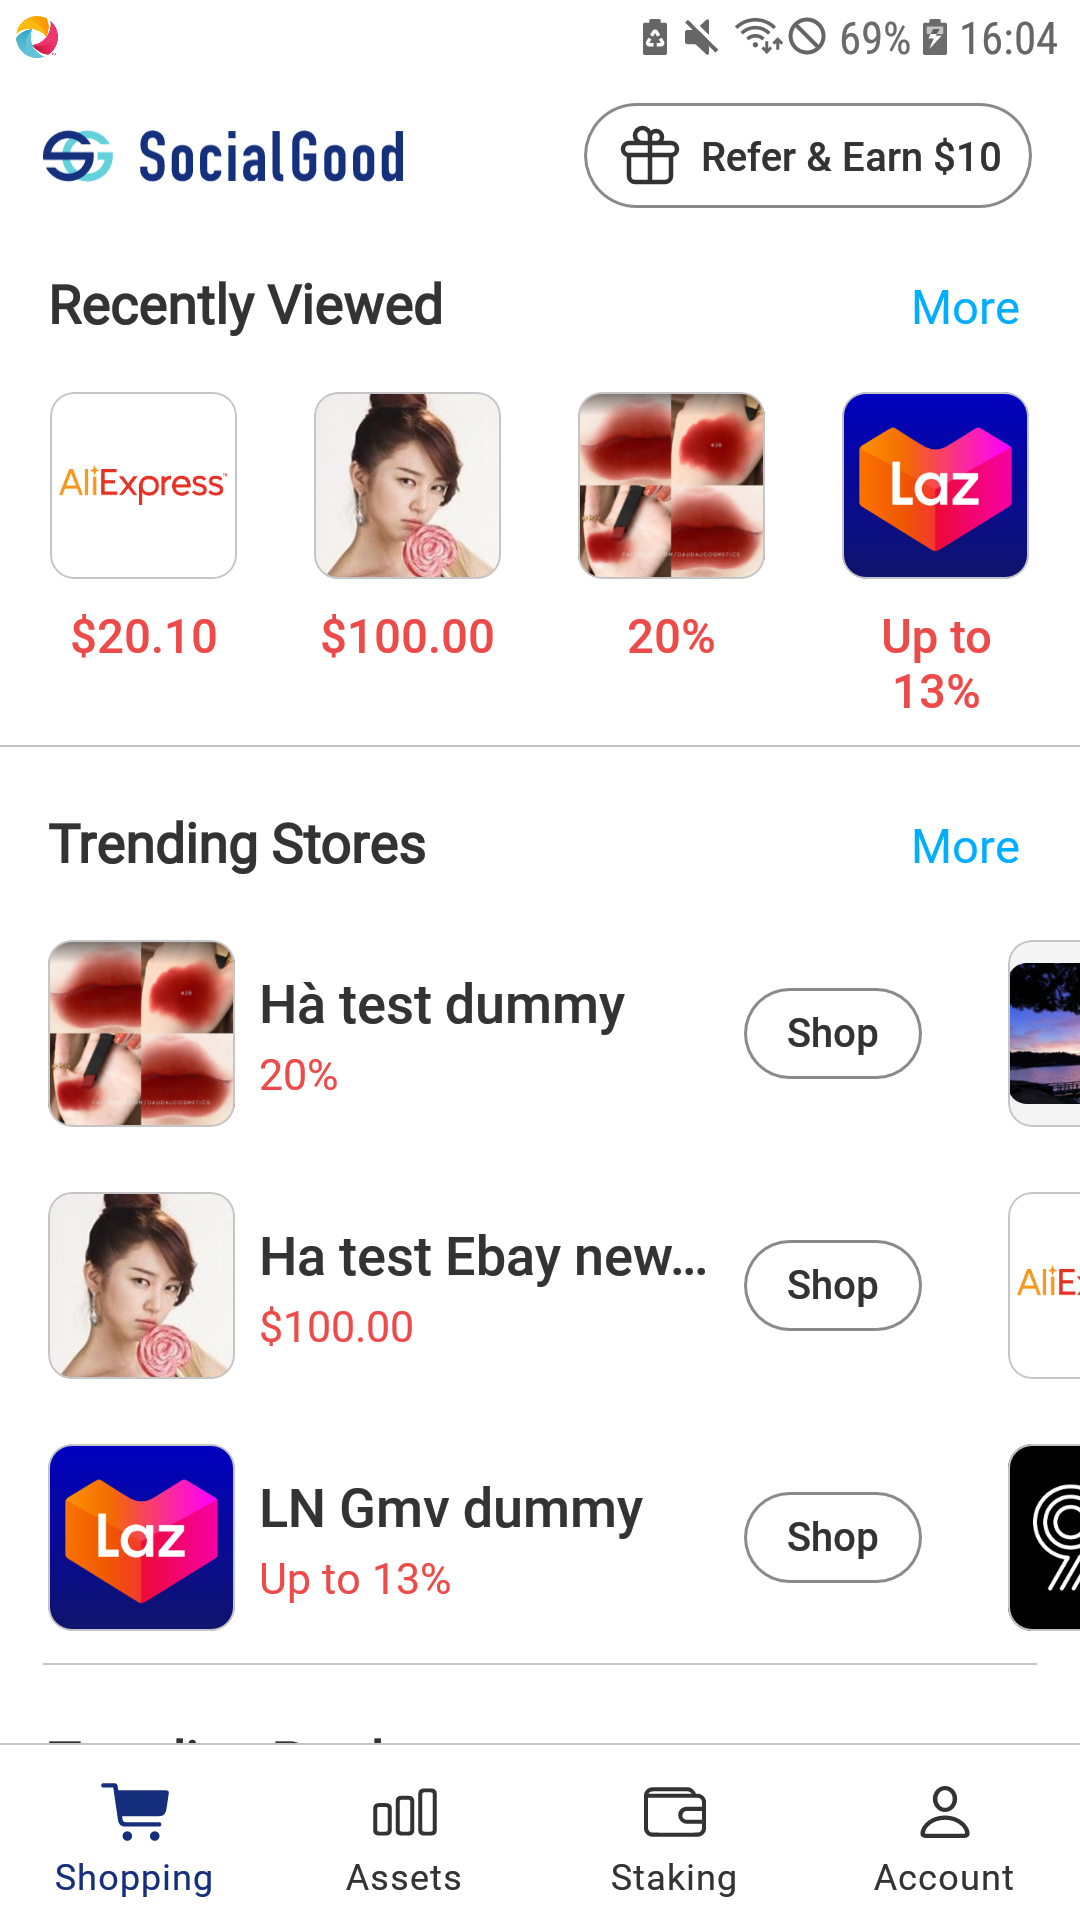 69% 16:04
SocialGood
Refer & Earn $10
Recently Viewed
More
AliExpress
Laz
$20.10
$100.00
20%
Up to
13%
Trending Stores
More
Hà test dummy
20%
Shop
Ha test Ebay new...
$100.00
Shop
AliEx
Laz
LN Gmv dummy
Up to 13%
Shop
Shopping
Assets
Staking
Account